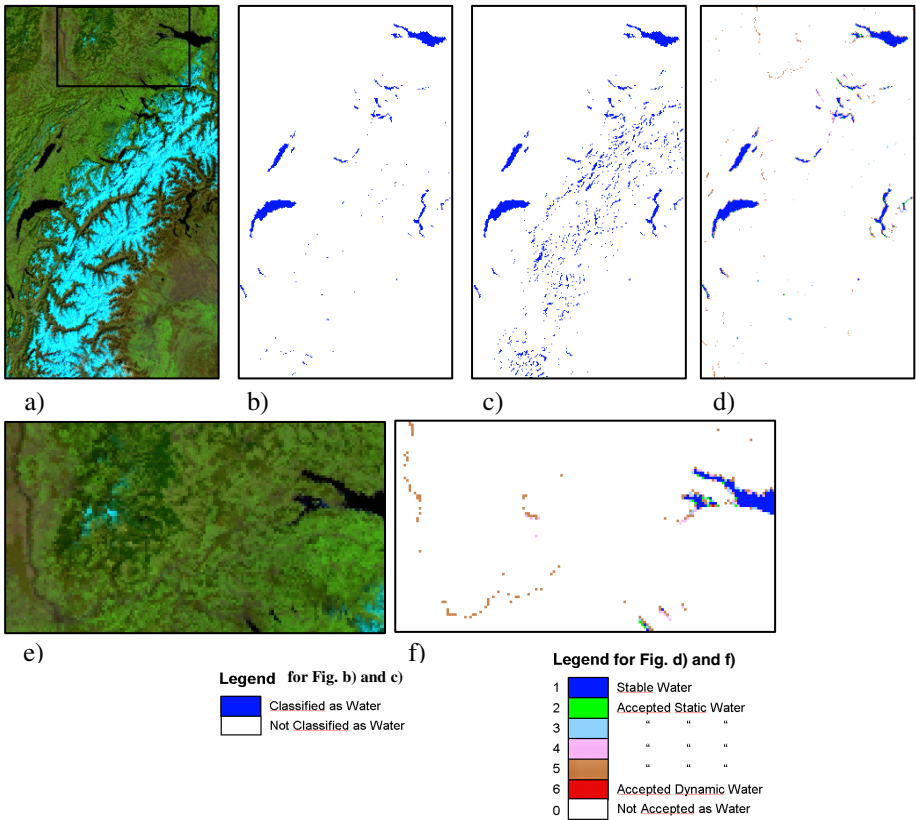 a)
b)
c)
d)
e)
f)
Legend for Fig. b) and c)
Classified as Water
Not Classified as Water
Legend for Fig. d) and f)
1 Stable Water
2 Accepted Static Water
3 “ “ “
4 “ “ “
5 “ “ “
6 Accepted Dynamic Water
0 Not Accepted as Water